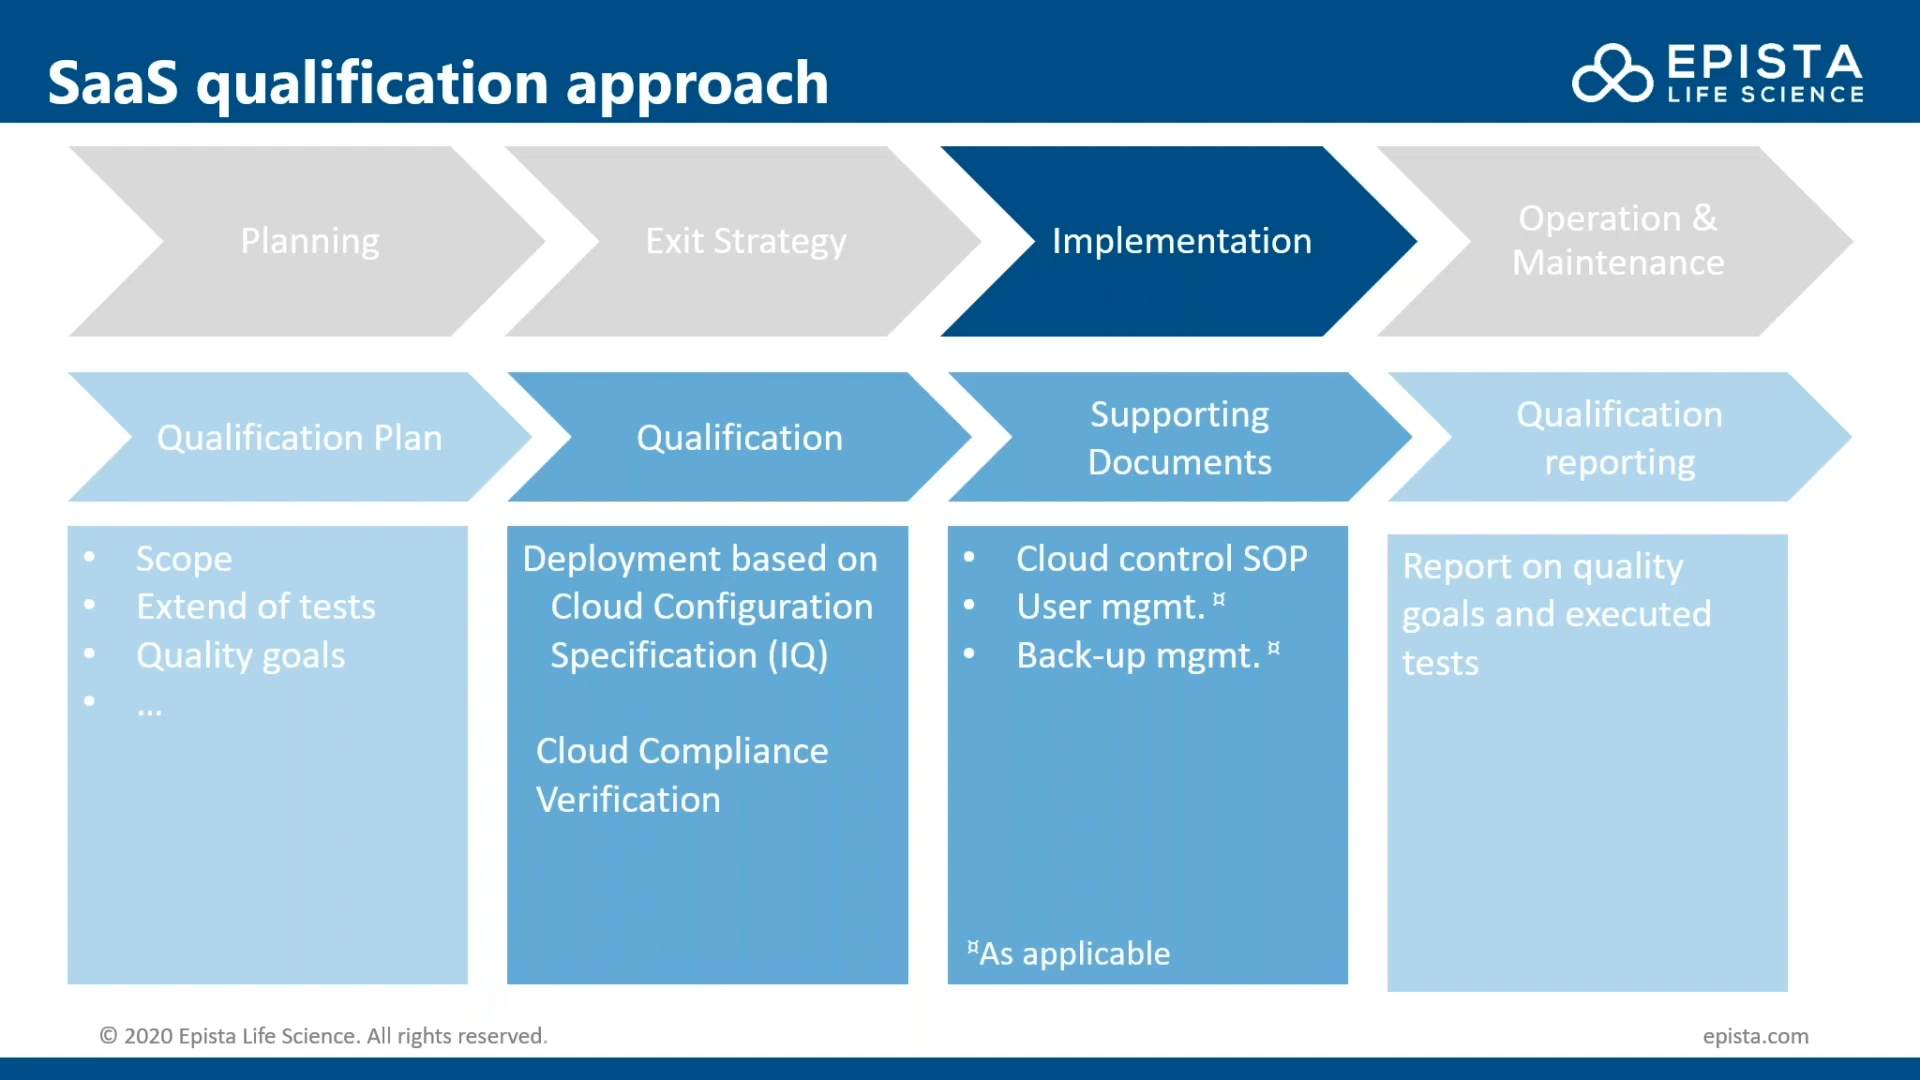 SaaS qualification approach
EPISTA
LIFE SCIENCE
Planning
Exit Strategy
Implementation
Operation &
Maintenance
Qualification Plan
Qualification
Supporting
Documents
Qualification
reporting
• Scope
• Extend of tests
• Quality goals
• ...
Deployment based on
Cloud Configuration
Specification (IQ)
Cloud Compliance
Verification
• Cloud control SOP
• User mgmt.¤
• Back-up mgmt.¤
¤As applicable
Report on quality
goals and executed
tests
© 2020 Epista Life Science. All rights reserved.
epista.com